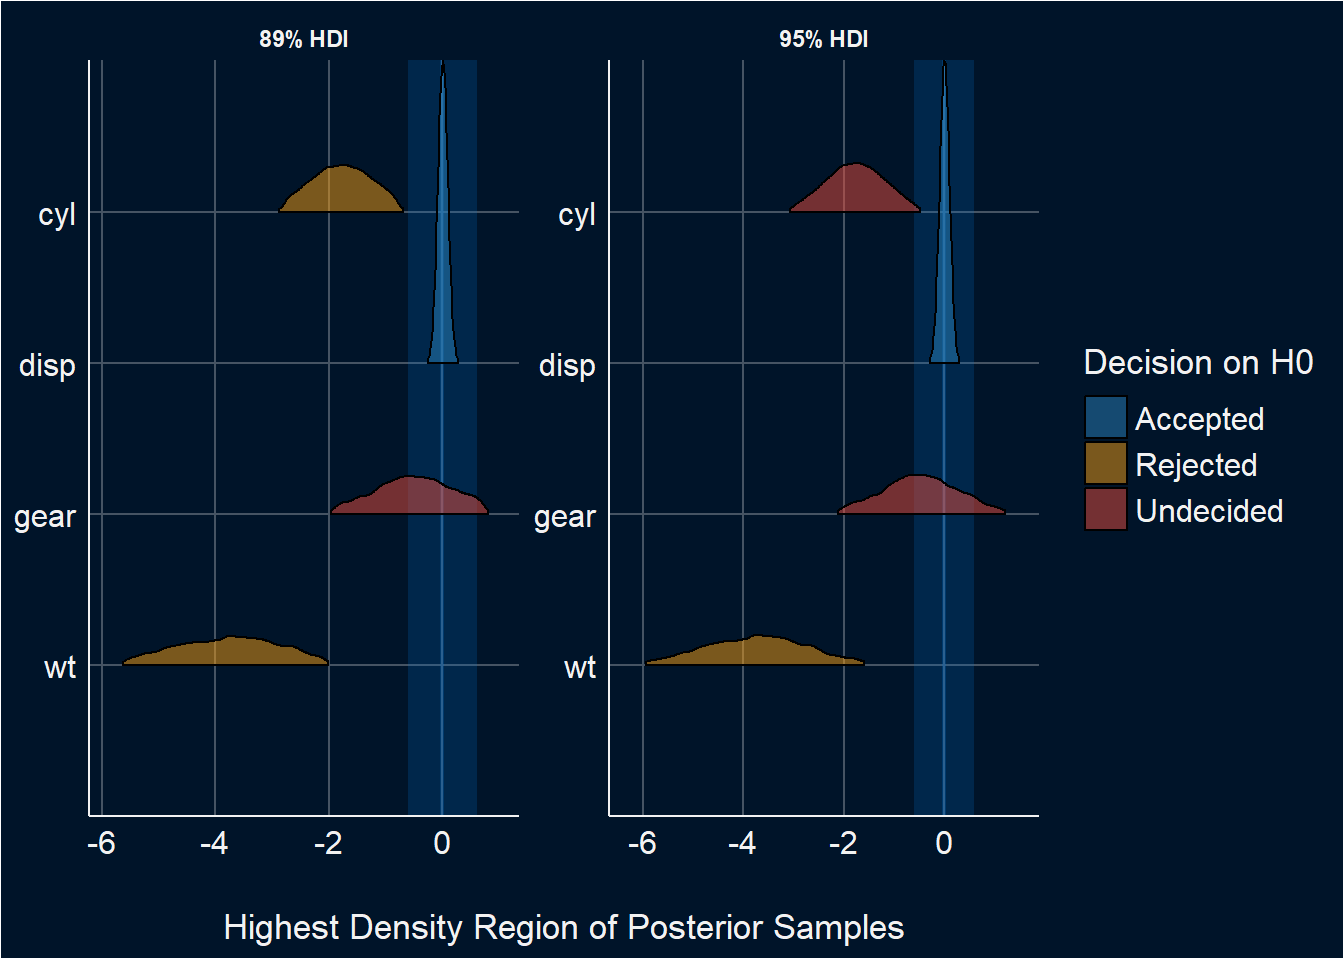 89% HDI
95% HDI
cyl
disp
gear
wt
-6 -4 -2 0
cyl
disp
gear
wt
-6 -4 -2 0
Highest Density Region of Posterior Samples
Decision on H0
Accepted
Rejected
Undecided